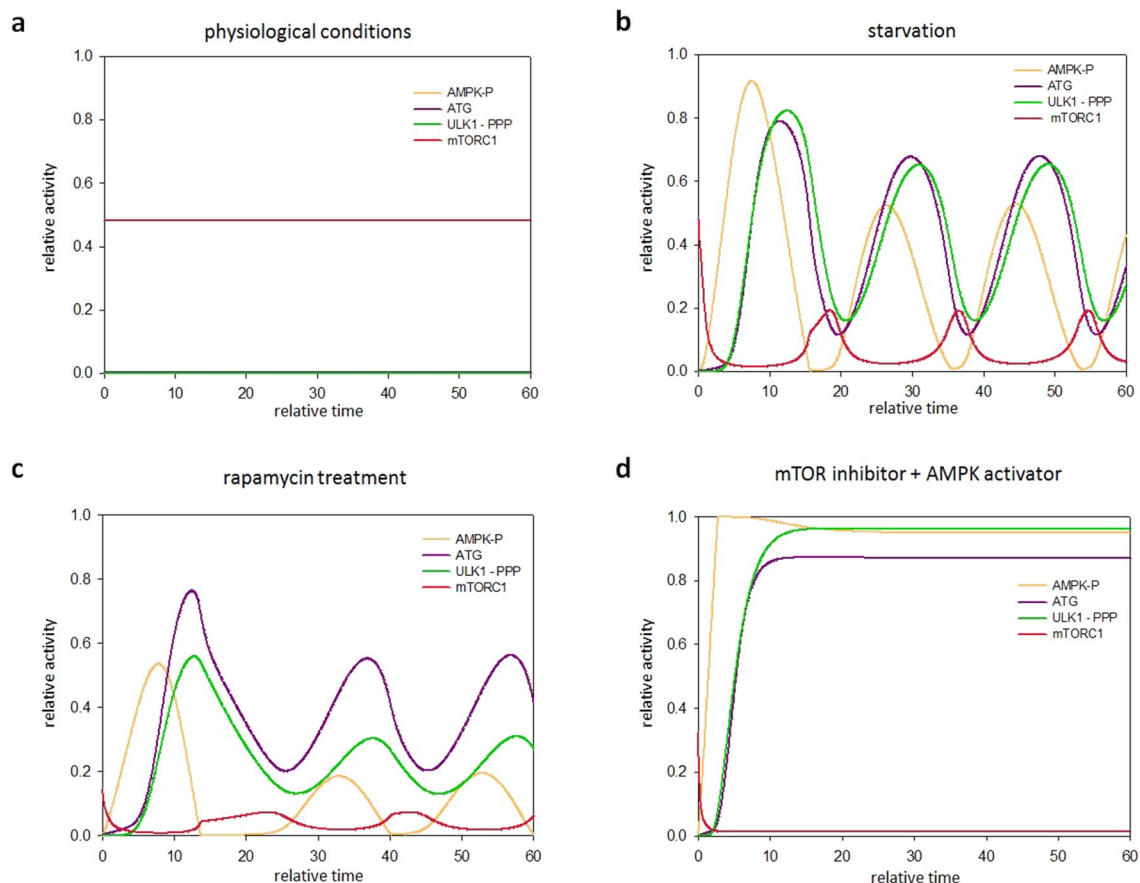 a
physiological conditions
1.0
0.8
0.6
0.4
0.2
0.0
relative activity
AMPK-P
ATG
ULK1 - PPP
mTORC1
0 10 20 30 40 50 60
relative time
b
starvation
1.0
0.8
0.6
0.4
0.2
0.0
relative activity
AMPK-P
ATG
ULK1 - PPP
mTORC1
0 10 20 30 40 50 60
relative time
c
rapamycin treatment
1.0
0.8
0.6
0.4
0.2
0.0
relative activity
AMPK-P
ATG
ULK1 - PPP
mTORC1
0 10 20 30 40 50 60
relative time
d
mTOR inhibitor + AMPK activator
1.0
0.8
0.6
0.4
0.2
0.0
relative activity
AMPK-P
ATG
ULK1 - PPP
mTORC1
0 10 20 30 40 50 60
relative time